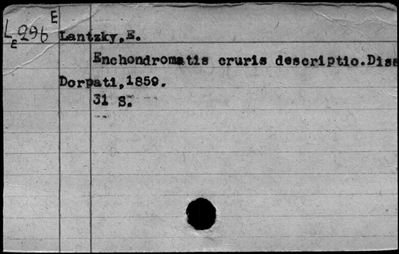 E
L 296
E
Lantzky,E.
Enchondromatis cruris descriptio.Diss
Dorpati,1859.
31 S.